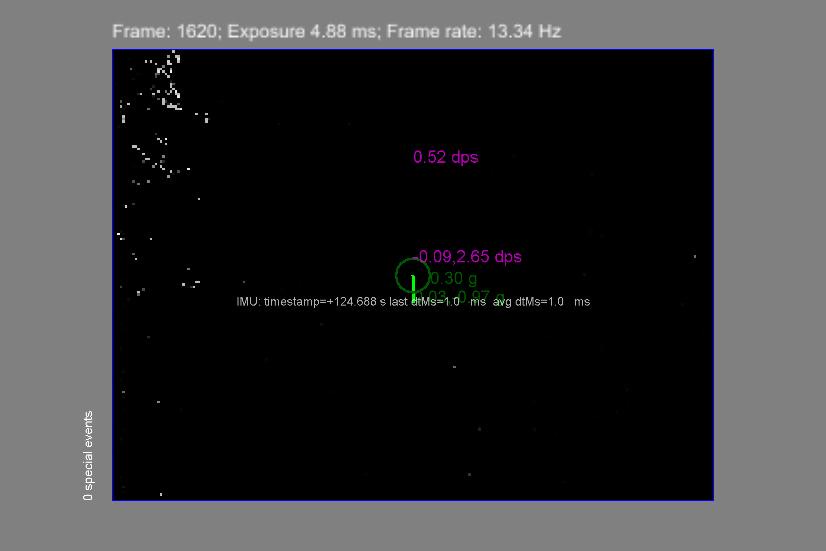 Frame: 1620; Exposure 4.88 ms; Frame rate: 13.34 Hz
0.52 dps
-0.09,2.65 dps
0.30 g
IMU: timestamp=+124.688 s last dtMs=1.0 ms avg dtMs=1.0 ms
0 special events